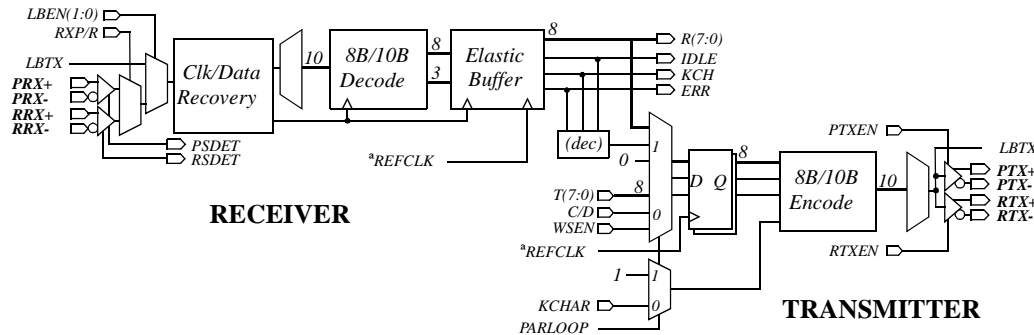 LBEN(1:0)
RXP/R
LBTX
PRX+
PRX-
RRX+
RRX-
Clk/Data
Recovery
10
8B/10B
Decode
8
3
Elastic
Buffer
8
R(7:0)
IDLE
KCH
ERR
PSDET
RSDET
aREFCLK
(dec)
RECEIVER
1
0
T(7:0)
8
C/D
WSEN
0
aREFCLK
D Q
8
8B/10B
Encode
10
PTXEN
LBTX
PTX+
PTX-
RTX+
RTX-
RTXEN
1
1
KCHAR
0
PARLOOP
TRANSMITTER